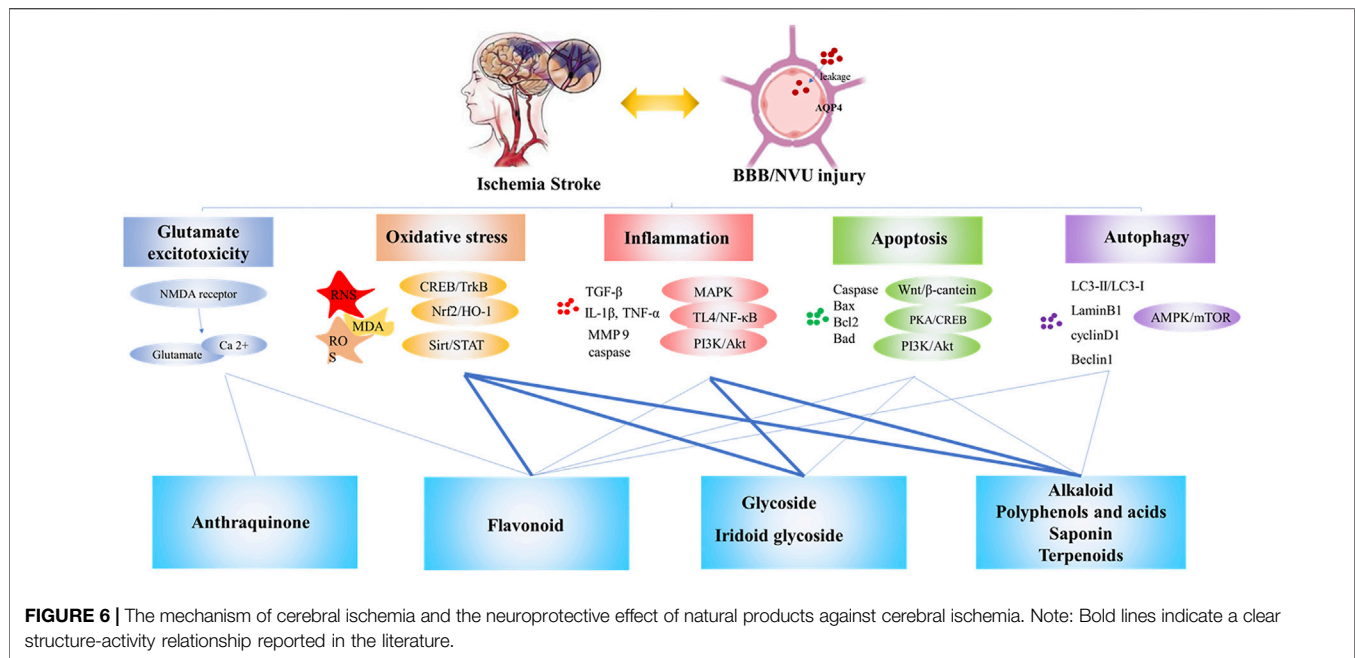 leakage
AQP4
Ischemia Stroke
BBB/NVU injury
Glutamate
excitotoxicity
NMDA receptor
Glutamate
Ca 2+
Oxidative stress
RNS
MDA
RO
S
CREB/TrkB
Nrf2/HO-1
Sirt/STAT
Inflammation
TGF-β
IL-1β, TNF-α
MMP 9
caspase
MAPK
TL4/NF-κB
PI3K/Akt
Apoptosis
Caspase
Bax
Bcl2
Bad
Wnt/β-cantein
PKA/CREB
PI3K/Akt
Autophagy
LC3-II/LC3-I
LaminB1
cyclinD1
Beclin1
AMPK/mTOR
Anthraquinone
Flavonoid
Glycoside
Iridoid glycoside
Alkaloid
Polyphenols and acids
Saponin
Terpenoids
FIGURE 6 | The mechanism of cerebral ischemia and the neuroprotective effect of natural products against cerebral ischemia. Note: Bold lines indicate a clear
structure-activity relationship reported in the literature.